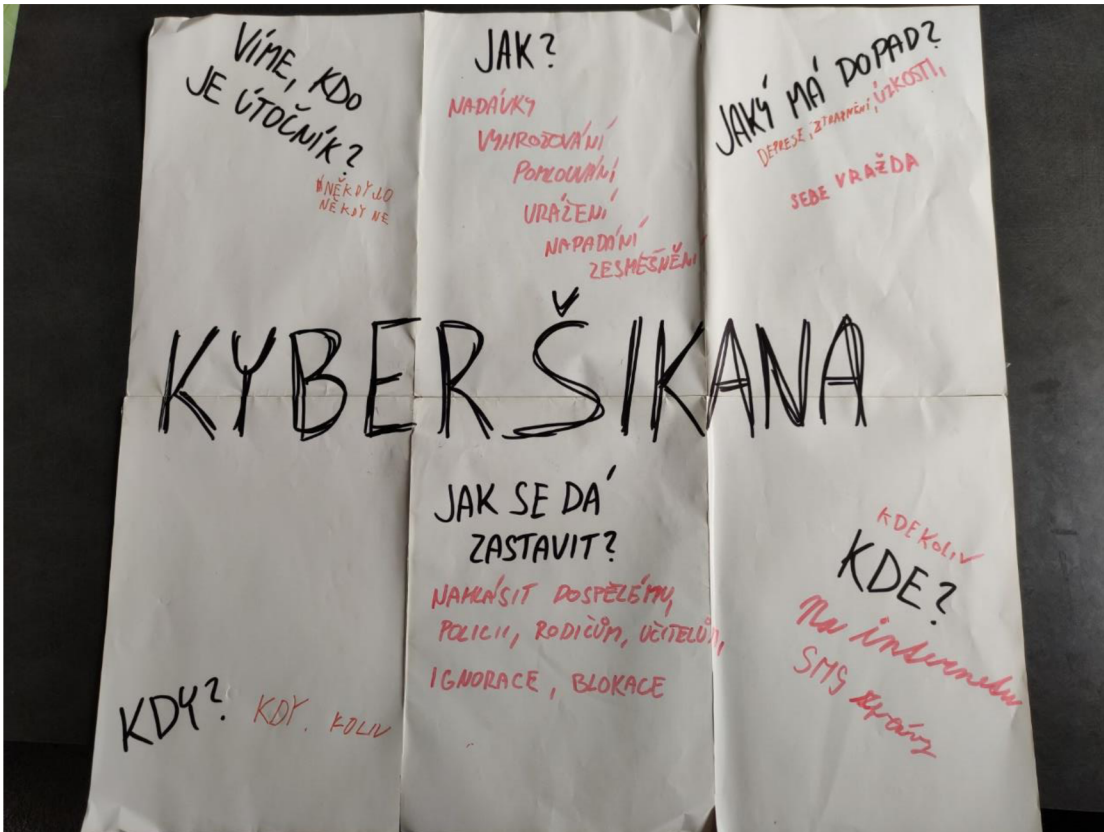 VÍME, KDO
JE ÚTOČNÍK?
NĚKDY JO
NĚKDY NE
JAK?
NADÁVKY
VYHROŽOVÁNÍ
POMLOUVÁNÍ
URÁŽENÍ
NAPADÁNÍ
ZESMĚŠNĚNÍ
JAKÝ MÁ DOPAD?
DEPRESE, ZTRAPNĚNÍ, ÚZKOSTI,
SEBE VRAŽDA
KYBERŠIKANA
KDY? KDY. KOLIV
JAK SE DÁ
ZASTAVIT?
NAHLÁSIT DOSPĚLÉMU,
POLICII, RODIČŮM, UČITELŮM,
IGNORACE, BLOKACE
KDEKOLIV
KDE?
Na internetu
SMS zprávy